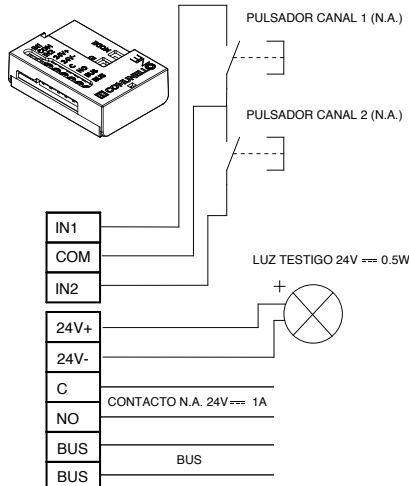 COMUNELLO
PULSADOR CANAL 1 (N.A.)
PULSADOR CANAL 2 (N.A.)
IN1
COM
IN2
LUZ TESTIGO 24V ⎓ 0.5W
+
24V+
24V-
C
NO
CONTACTO N.A. 24V ⎓ 1A
BUS
BUS
BUS